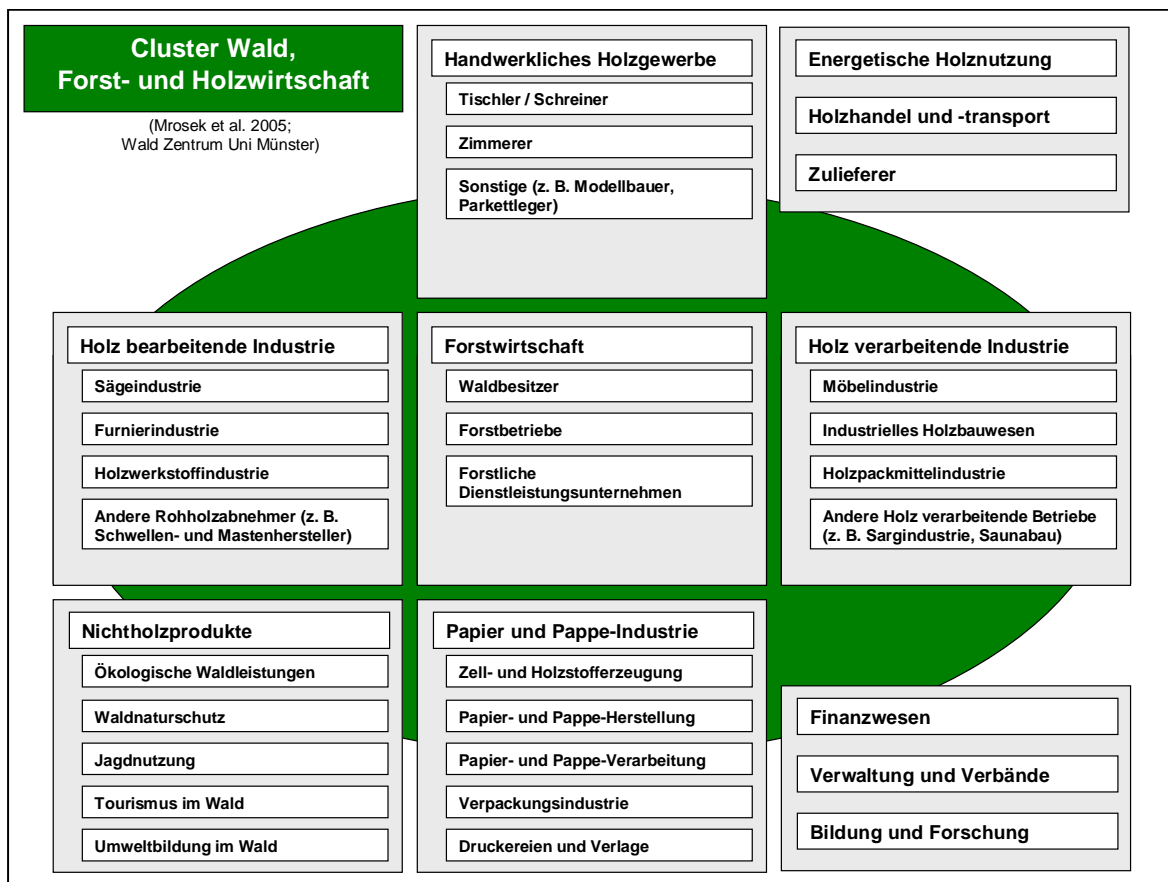 Cluster Wald,
Forst- und Holzwirtschaft
(Mrosek et al. 2005;
Wald Zentrum Uni Münster)
Handwerkliches Holzgewerbe
Tischler / Schreiner
Zimmerer
Sonstige (z. B. Modellbauer,
Parkettleger)
Energetische Holznutzung
Holzhandel und -transport
Zulieferer
Holz bearbeitende Industrie
Sägeindustrie
Furnierindustrie
Holzwerkstoffindustrie
Andere Rohholzabnehmer (z. B.
Schwellen- und Mastenhersteller)
Forstwirtschaft
Waldbesitzer
Forstbetriebe
Forstliche
Dienstleistungsunternehmen
Holz verarbeitende Industrie
Möbelindustrie
Industrielles Holzbauwesen
Holzpackmittelindustrie
Andere Holz verarbeitende Betriebe
(z. B. Sargindustrie, Saunabau)
Nichtholzprodukte
Ökologische Waldleistungen
Waldnaturschutz
Jagdnutzung
Tourismus im Wald
Umweltbildung im Wald
Papier und Pappe-Industrie
Zell- und Holzstofferzeugung
Papier- und Pappe-Herstellung
Papier- und Pappe-Verarbeitung
Verpackungsindustrie
Druckereien und Verlage
Finanzwesen
Verwaltung und Verbände
Bildung und Forschung